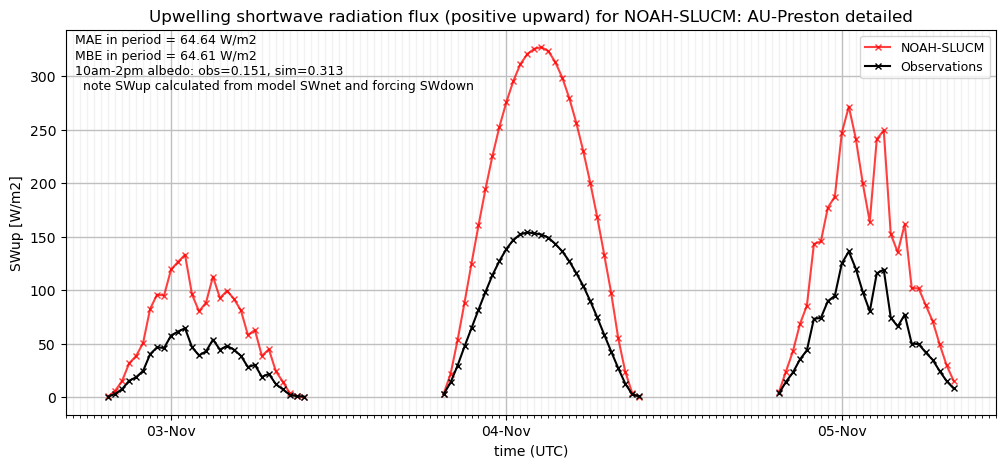 Upwelling shortwave radiation flux (positive upward) for NOAH-SLUCM: AU-Preston detailed
MAE in period = 64.64 W/m2
MBE in period = 64.61 W/m2
10am-2pm albedo: obs=0.151, sim=0.313
note SWup calculated from model SWnet and forcing SWdown
NOAH-SLUCM
Observations
SWup [W/m2]
300
250
200
150
100
50
0
03-Nov
04-Nov
05-Nov
time (UTC)